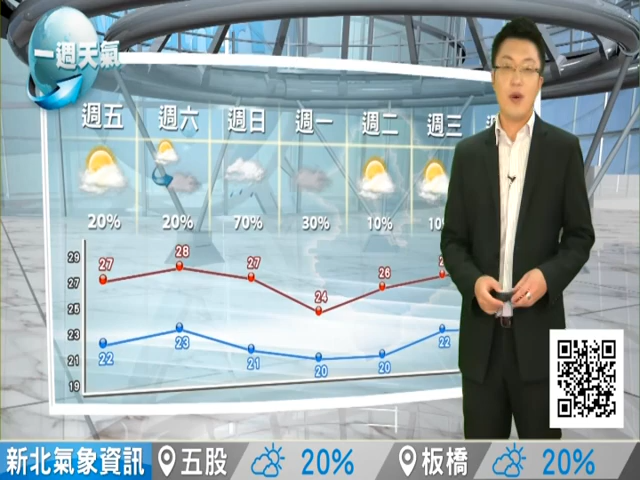 一週天氣
週五 週六 週日 週一 週二 週三
20% 20% 70% 30% 10%
29
27
25
23
21
19
27 28 27 24 26
22 23 21 20 20 22
新北氣象資訊 五股 20% 板橋 20%